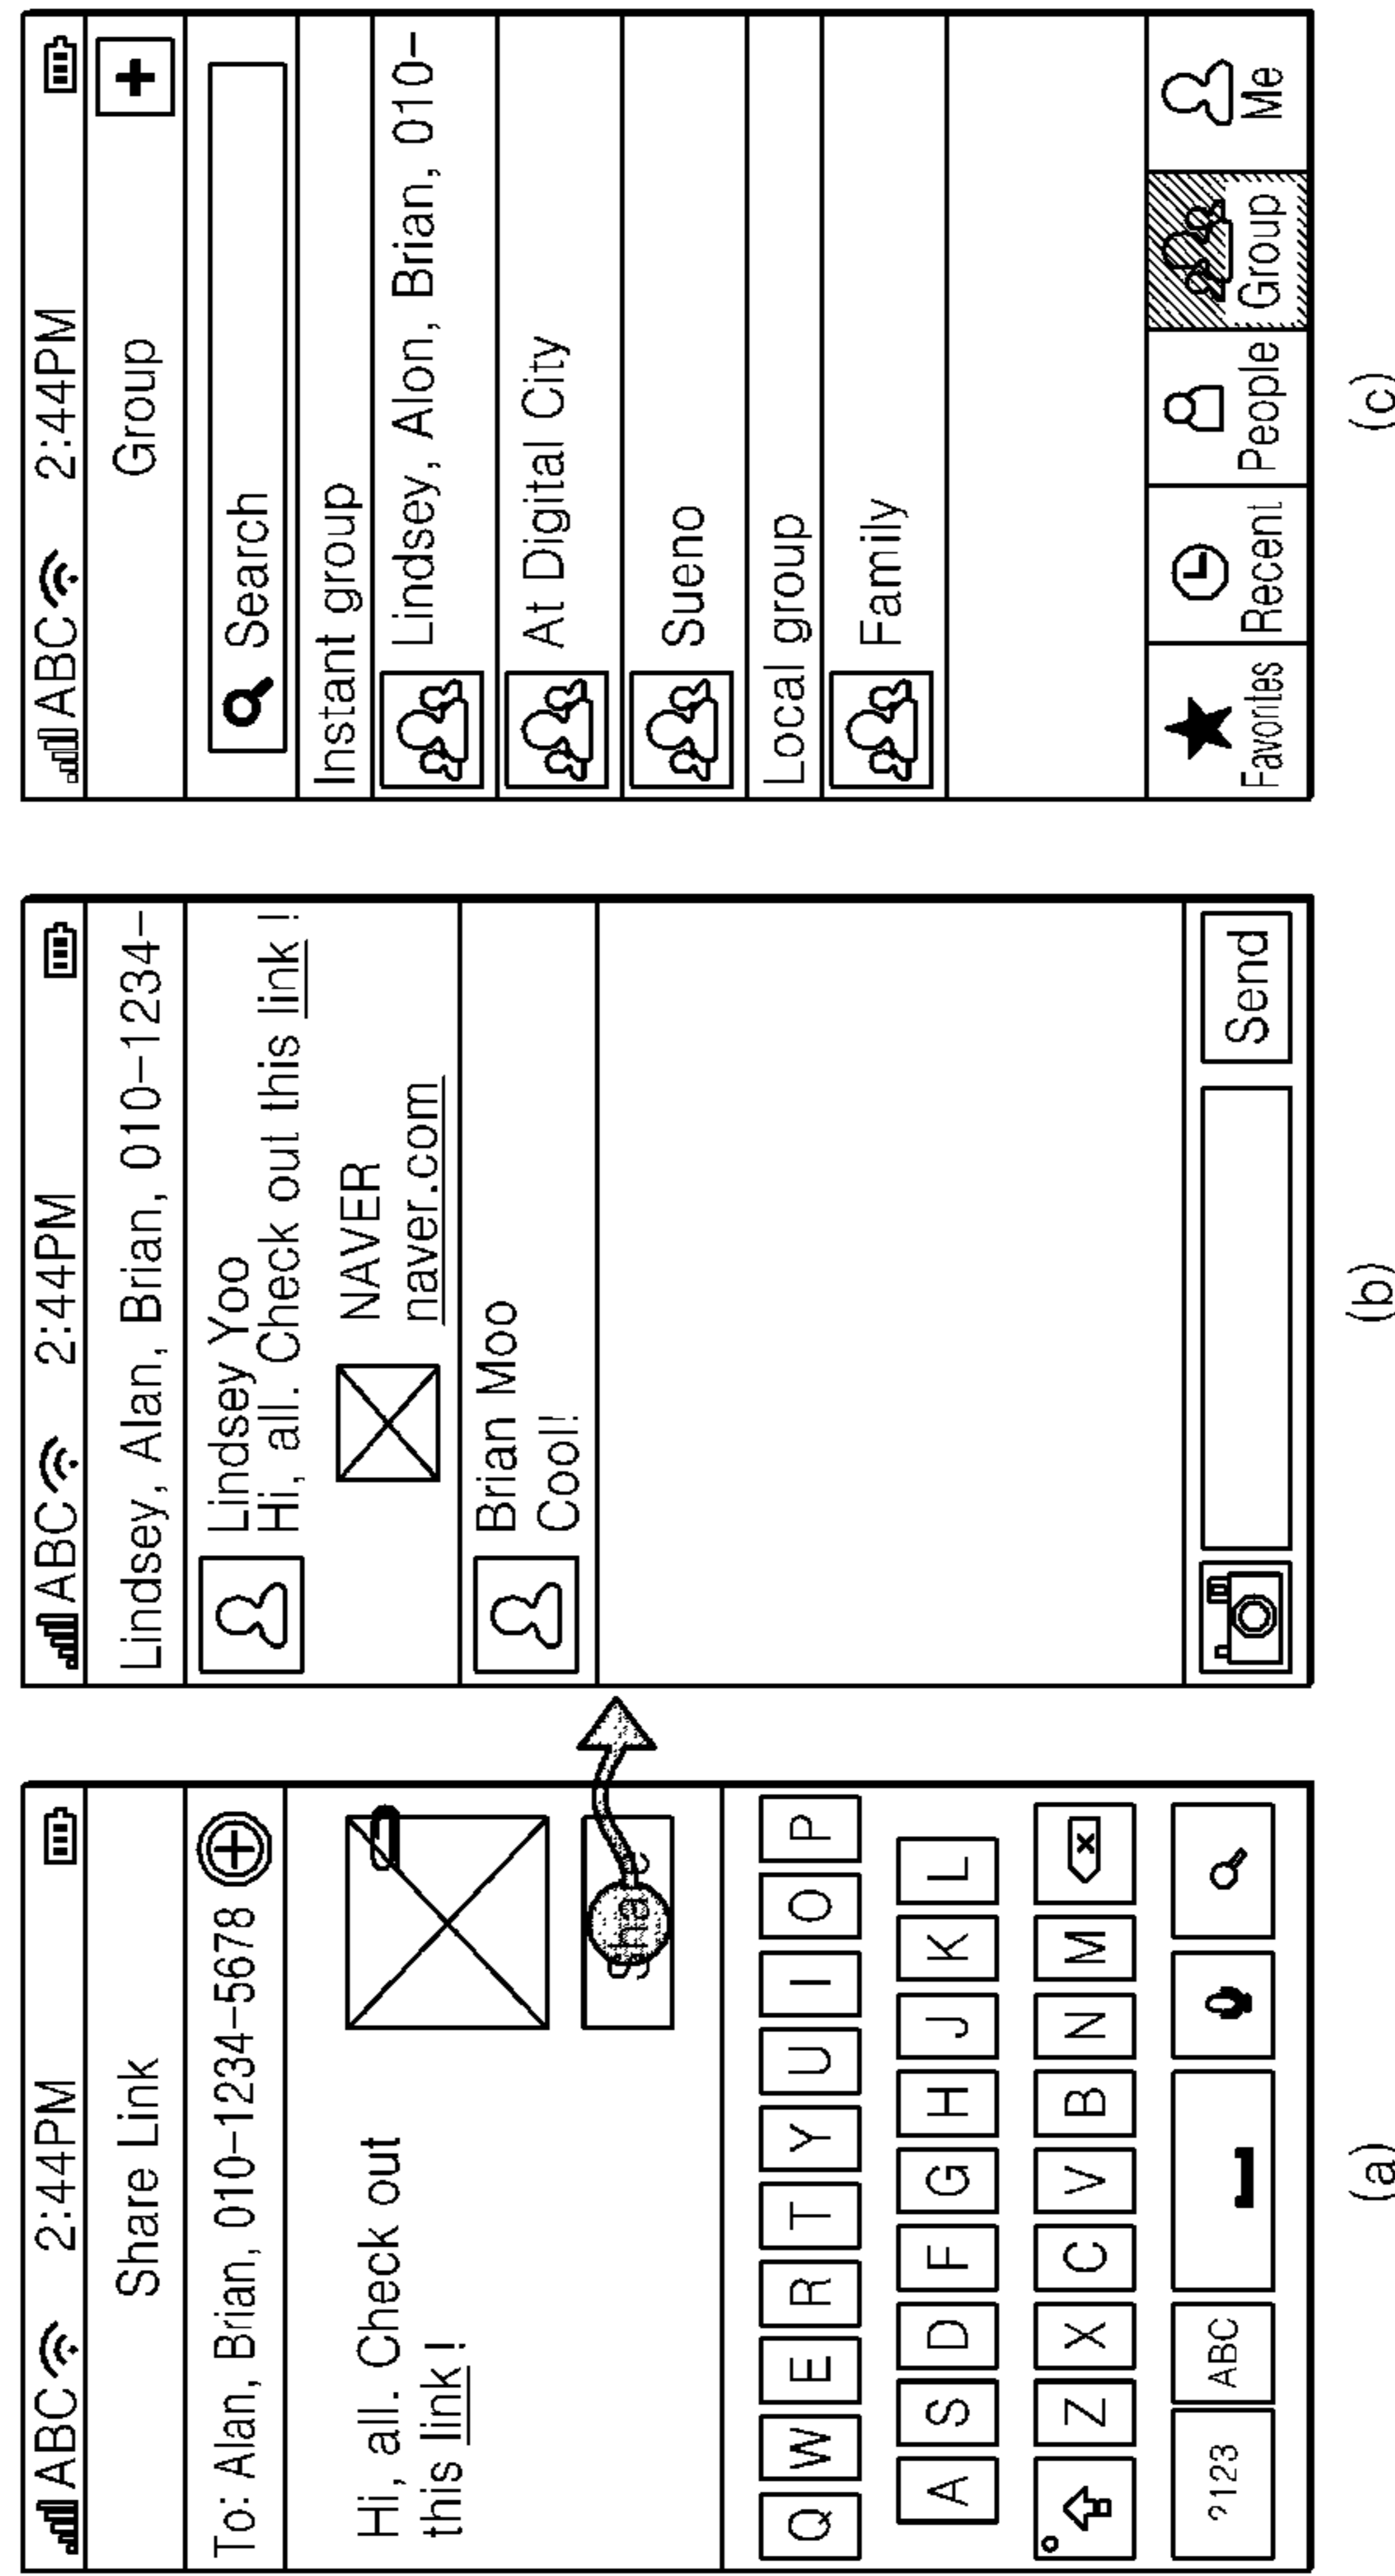 ABC 2:44PM
Share Link
To: Alan, Brian, 010-1234-5678
Hi, all. Check out
this link !
Q W E R T Y U I O P
A S D F G H J K L
Z X C V B N M
?123 ABC
(a)
ABC 2:44PM
Lindsey, Alan, Brian, 010-1234-
Lindsey Yoo
Hi, all. Check out this link !
NAVER
naver.com
Brian Moo
Cool!
Send
(b)
ABC 2:44PM
Group
+
Search
Instant group
Lindsey, Alon, Brian, 010-
At Digital City
Sueno
Local group
Family
Favorites Recent People Group Me
(c)